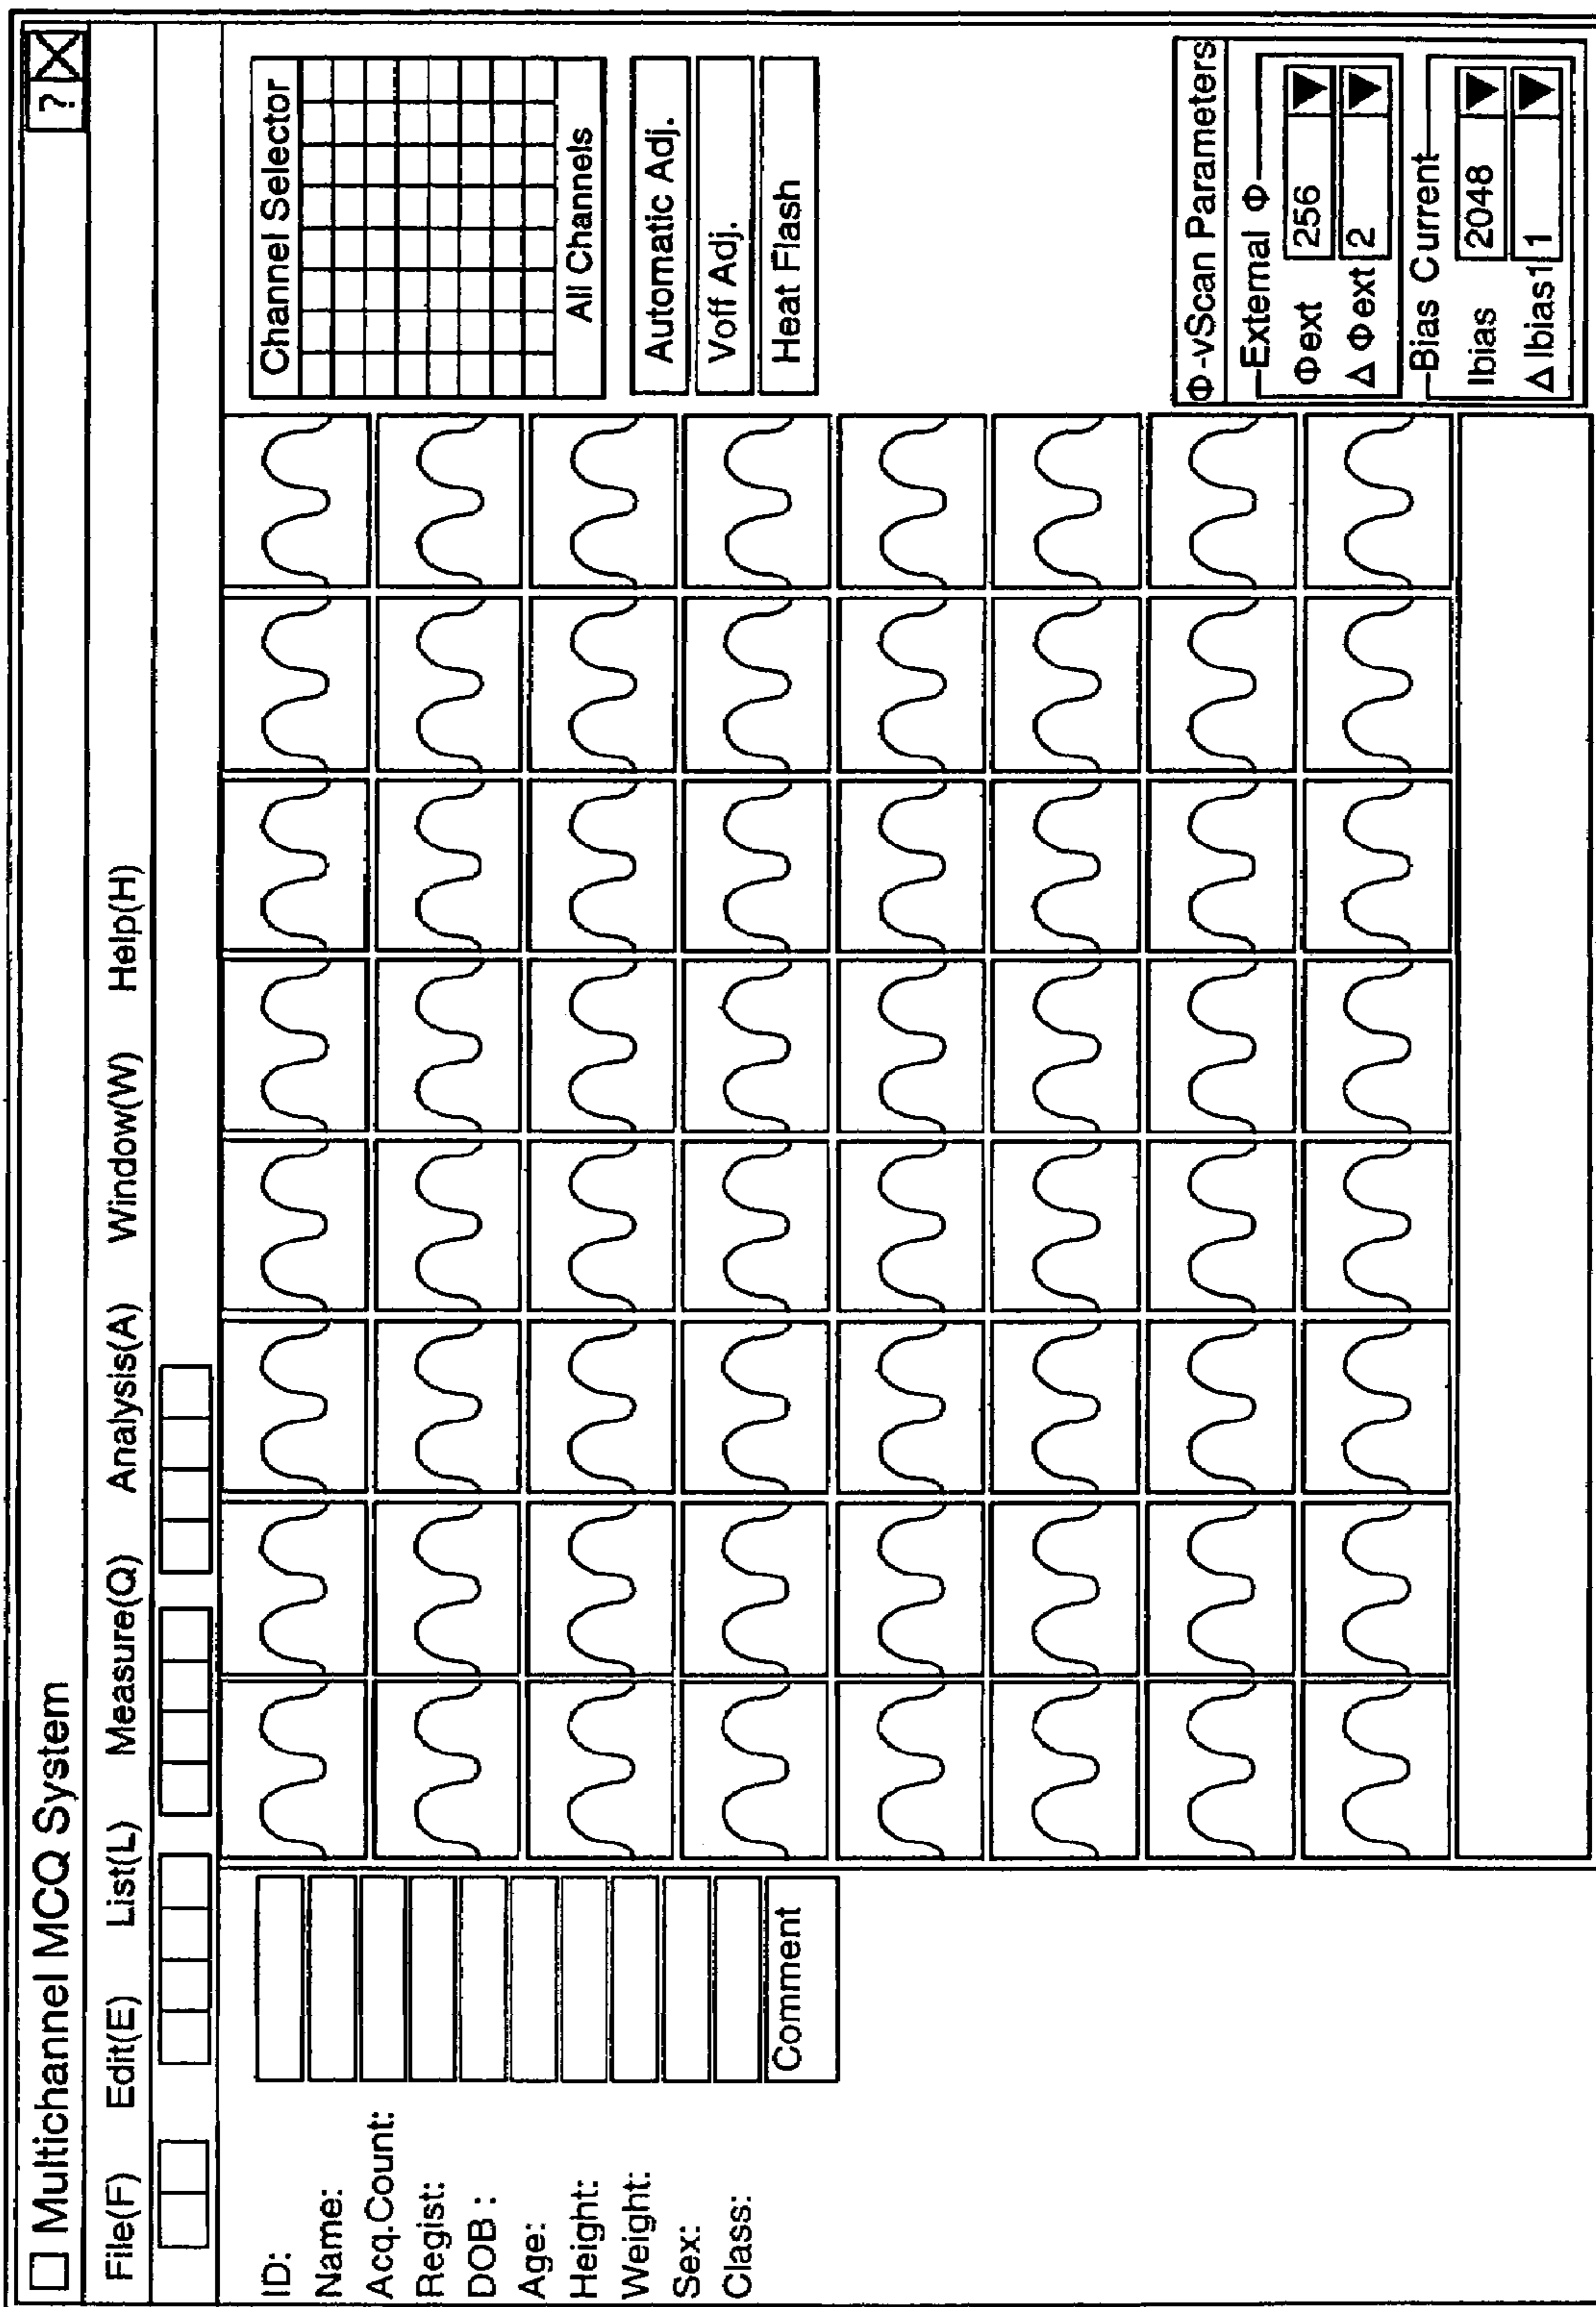 Multichannel MCQ System
? X
File(F) Edit(E) List(L) Measure(Q) Analysis(A) Window(W) Help(H)
ID:
Name:
Acq.Count:
Regist:
DOB :
Age:
Height:
Weight:
Sex:
Class:
Comment
Channel Selector
All Channels
Automatic Adj.
Voff Adj.
Heat Flash
Φ-vScan Parameters
External Φ
Φext 256
ΔΦext 2
Bias Current
Ibias 2048
ΔIbias1 1